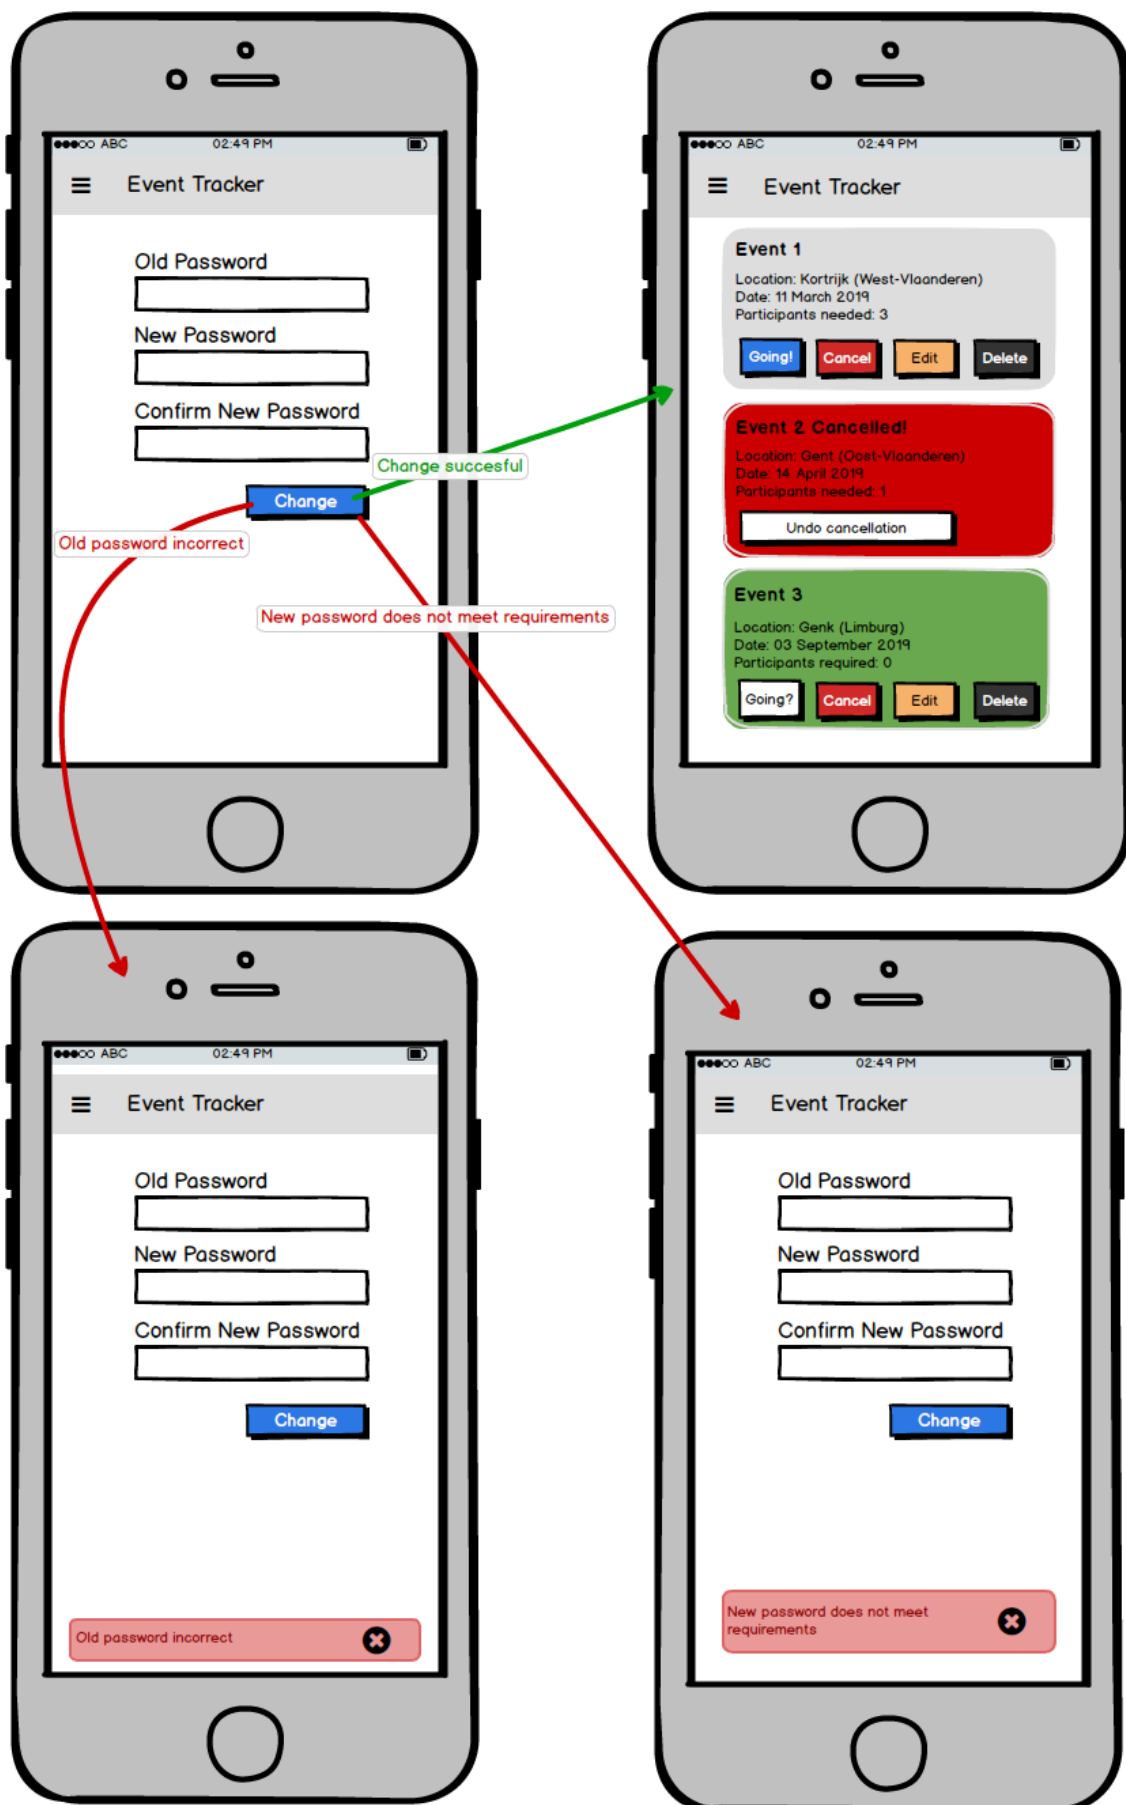 ABC 02:49 PM
Event Tracker
Old Password
New Password
Confirm New Password
Change
Change succesful
Old password incorrect
New password does not meet requirements
ABC 02:49 PM
Event Tracker
Event 1
Location: Kortrijk (West-Vlaanderen)
Date: 11 March 2019
Participants needed: 3
Going! Cancel Edit Delete
Event 2 Cancelled!
Location: Gent (Oost-Vlaanderen)
Date: 14 April 2019
Participants needed: 1
Undo cancellation
Event 3
Location: Genk (Limburg)
Date: 03 September 2019
Participants required: 0
Going? Cancel Edit Delete
ABC 02:49 PM
Event Tracker
Old Password
New Password
Confirm New Password
Change
Old password incorrect
ABC 02:49 PM
Event Tracker
Old Password
New Password
Confirm New Password
Change
New password does not meet
requirements